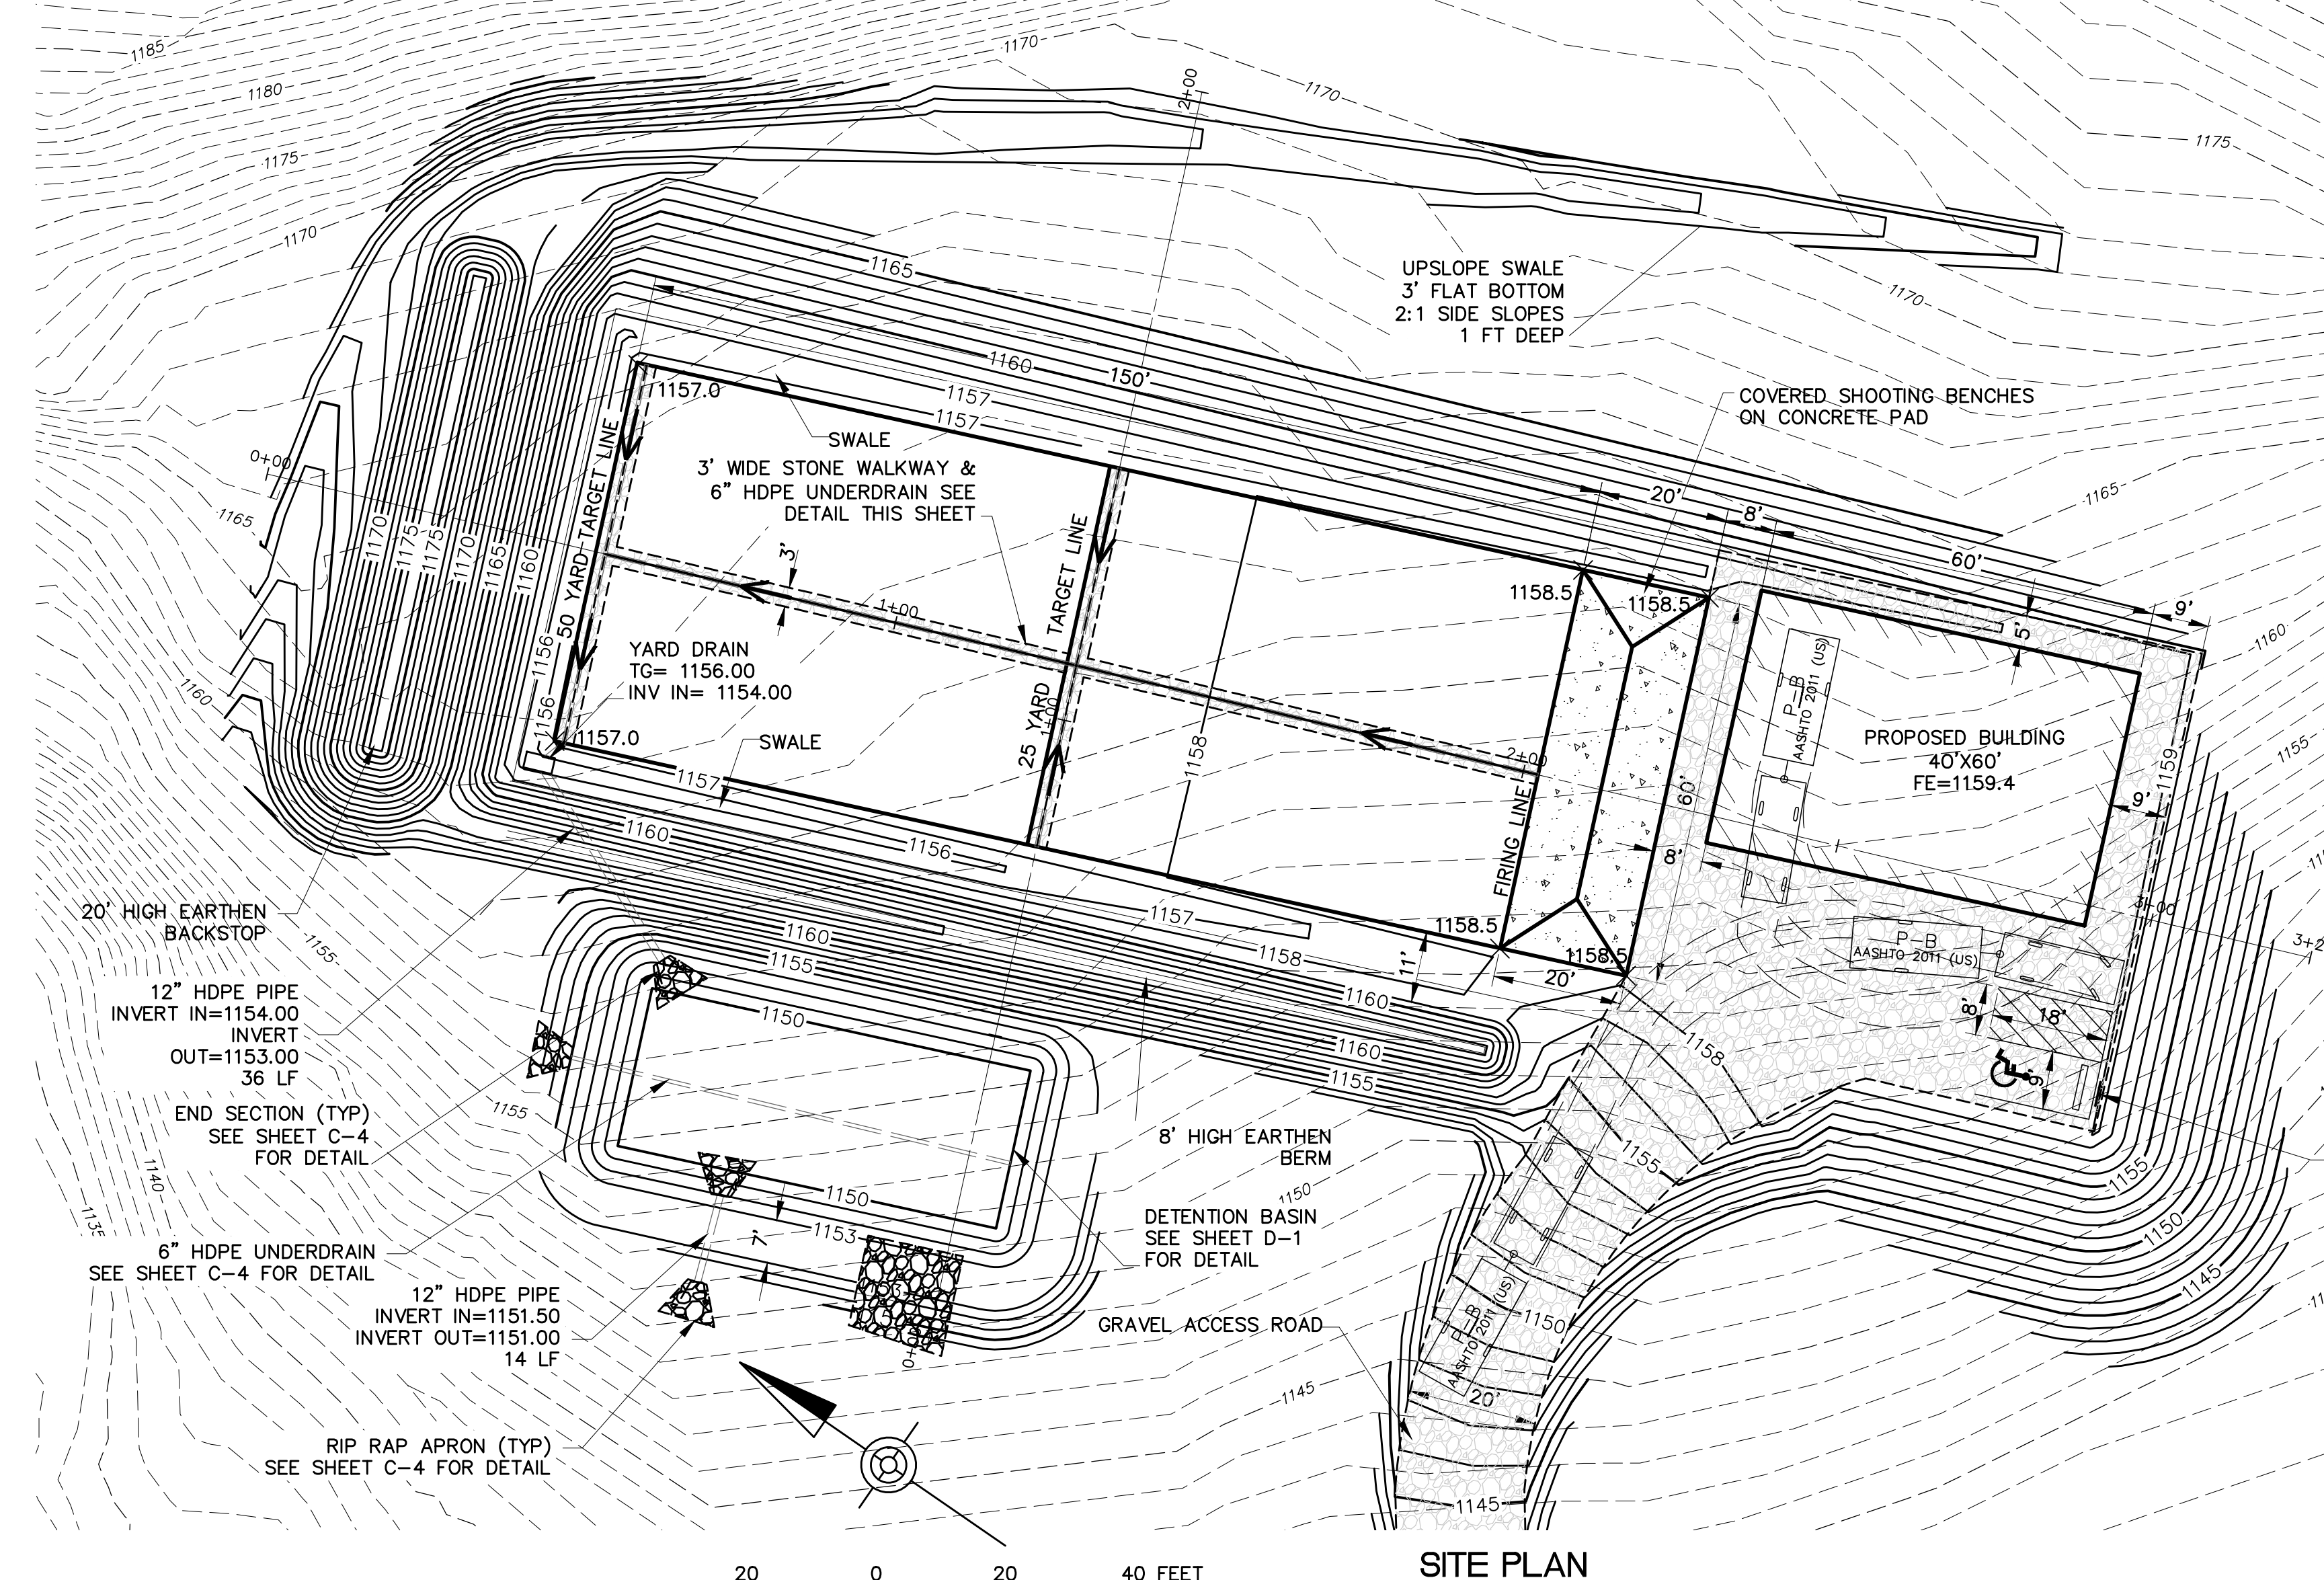 1185
1180
1175
1170
1170
2+00
1170
1175
1165
UPSLOPE SWALE
3' FLAT BOTTOM
2:1 SIDE SLOPES
1 FT DEEP
1170
1160
150'
1157
1157
1157.0
SWALE
3' WIDE STONE WALKWAY &
6" HDPE UNDERDRAIN SEE
DETAIL THIS SHEET
COVERED SHOOTING BENCHES
ON CONCRETE PAD
0+00
1165
1170
1175
1175
1170
1165
1160
50 YARD TARGET LINE
25 YARD TARGET LINE
20'
8'
60'
1165
1160
9'
5'
3'
1+00
1158.5
1158.5
1156
1156
YARD DRAIN
TG= 1156.00
INV IN= 1154.00
1157.0
SWALE
1157
1+00
1158
2+00
FIRING LINE
60'
8'
P-B
AASHTO 2011 (US)
PROPOSED BUILDING
40'X60'
FE=1159.4
1159
9'
1155
1160
1160
1156
1157
1158
1158.5
1158.5
11'
20'
3+00
P-B
AASHTO 2011 (US)
8'
18'
9'
20' HIGH EARTHEN
BACKSTOP
1155
12" HDPE PIPE
INVERT IN=1154.00
INVERT
OUT=1153.00
36 LF
1160
1155
1150
1160
1160
1155
1158
END SECTION (TYP)
SEE SHEET C-4
FOR DETAIL
1155
1140
1135
8' HIGH EARTHEN
BERM
1155
1155
1150
1145
1150
1153
7'
1150
DETENTION BASIN
SEE SHEET D-1
FOR DETAIL
6" HDPE UNDERDRAIN
SEE SHEET C-4 FOR DETAIL
12" HDPE PIPE
INVERT IN=1151.50
INVERT OUT=1151.00
14 LF
GRAVEL ACCESS ROAD
P-B
AASHTO 2011 (US)
1150
20'
1145
RIP RAP APRON (TYP)
SEE SHEET C-4 FOR DETAIL
1145
20 0 20 40 FEET
SITE PLAN